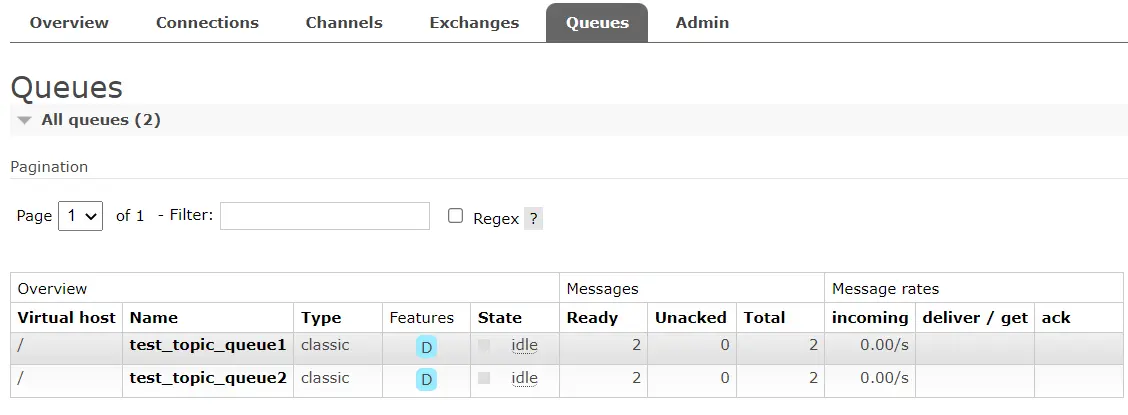 Overview Connections Channels Exchanges Queues Admin
Queues
All queues (2)
Pagination
Page 1 of 1 - Filter: Regex ?
Overview Messages Message rates
Virtual host Name Type Features State Ready Unacked Total incoming deliver / get ack
/ test_topic_queue1 classic D idle 2 0 2 0.00/s
/ test_topic_queue2 classic D idle 2 0 2 0.00/s